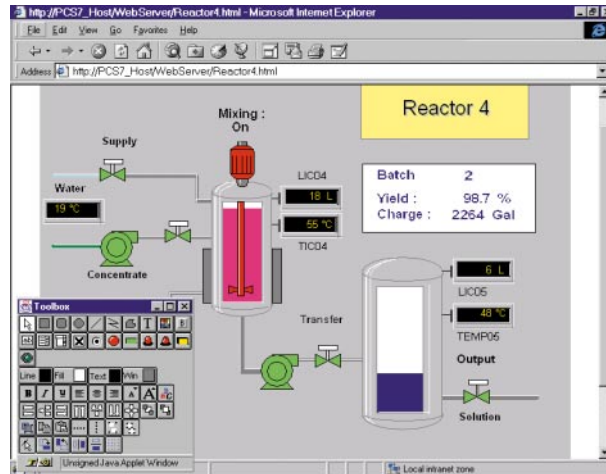 http://PCS7_Host/WebServer/Reactor4.html - Microsoft Internet Explorer
File Edit View Go Favorites Help
Address http://PCS7_Host/WebServer/Reactor4.html
Reactor 4
Mixing :
On
Supply
LIC04
18 L
Batch 2
Yield : 98.7 %
Charge : 2264 Gal
Water
19 °C
55 °C
TIC04
Concentrate
6 L
LIC05
Toolbox
Transfer
48 °C
TEMP05
Line Fill Text Win
Output
Solution
Unsigned Java Applet Window
Local intranet zone